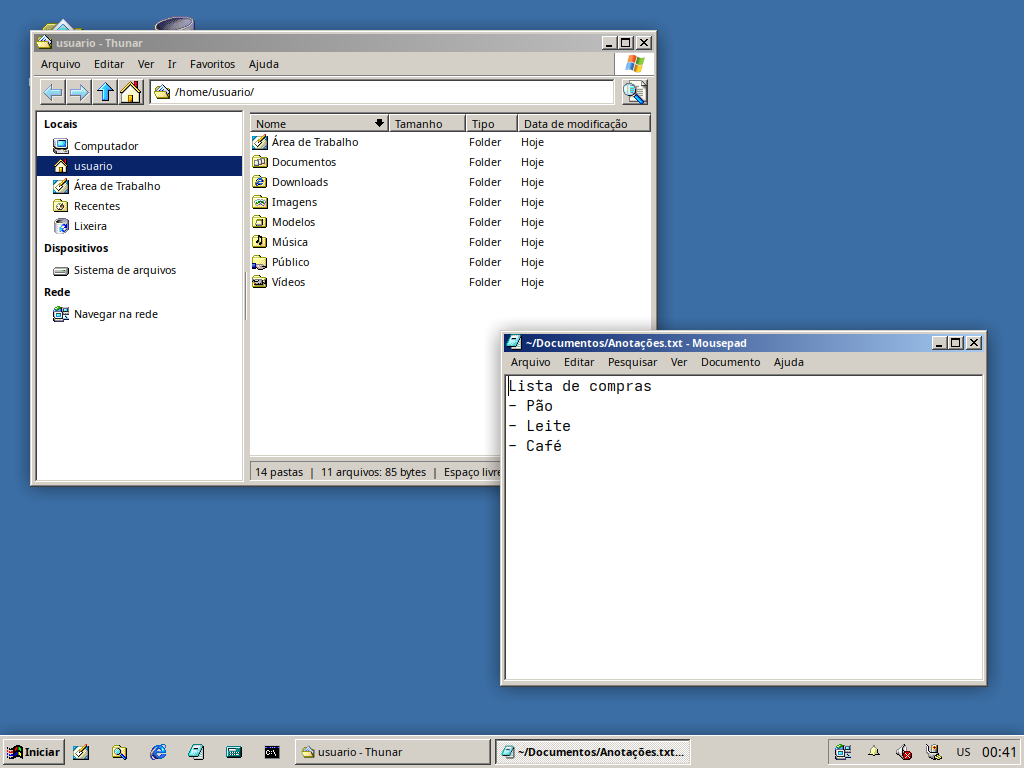 usuario - Thunar
Arquivo Editar Ver Ir Favoritos Ajuda
/home/usuario/
Locais
Computador
usuario
Área de Trabalho
Recentes
Lixeira
Dispositivos
Sistema de arquivos
Rede
Navegar na rede
Nome Tamanho Tipo Data de modificação
Área de Trabalho Folder Hoje
Documentos Folder Hoje
Downloads Folder Hoje
Imagens Folder Hoje
Modelos Folder Hoje
Música Folder Hoje
Público Folder Hoje
Vídeos Folder Hoje
14 pastas | 11 arquivos: 85 bytes | Espaço livre
~/Documentos/Anotações.txt - Mousepad
Arquivo Editar Pesquisar Ver Documento Ajuda
Lista de compras
- Pão
- Leite
- Café
Iniciar
usuario - Thunar
~/Documentos/Anotações.txt...
US 00:41